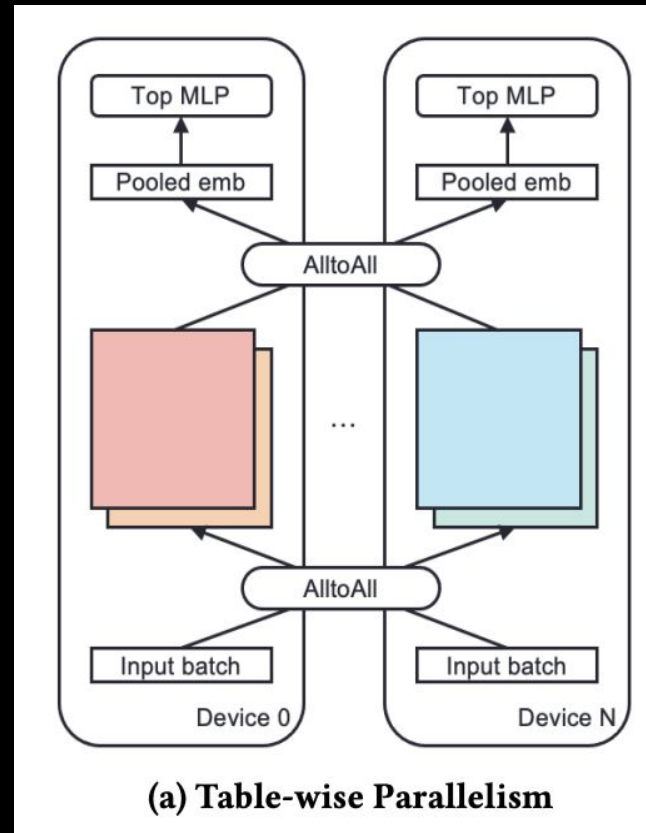 Top MLP Top MLP
Pooled emb Pooled emb
AlltoAll
...
AlltoAll
Input batch Input batch
Device 0 Device N
(a) Table-wise Parallelism